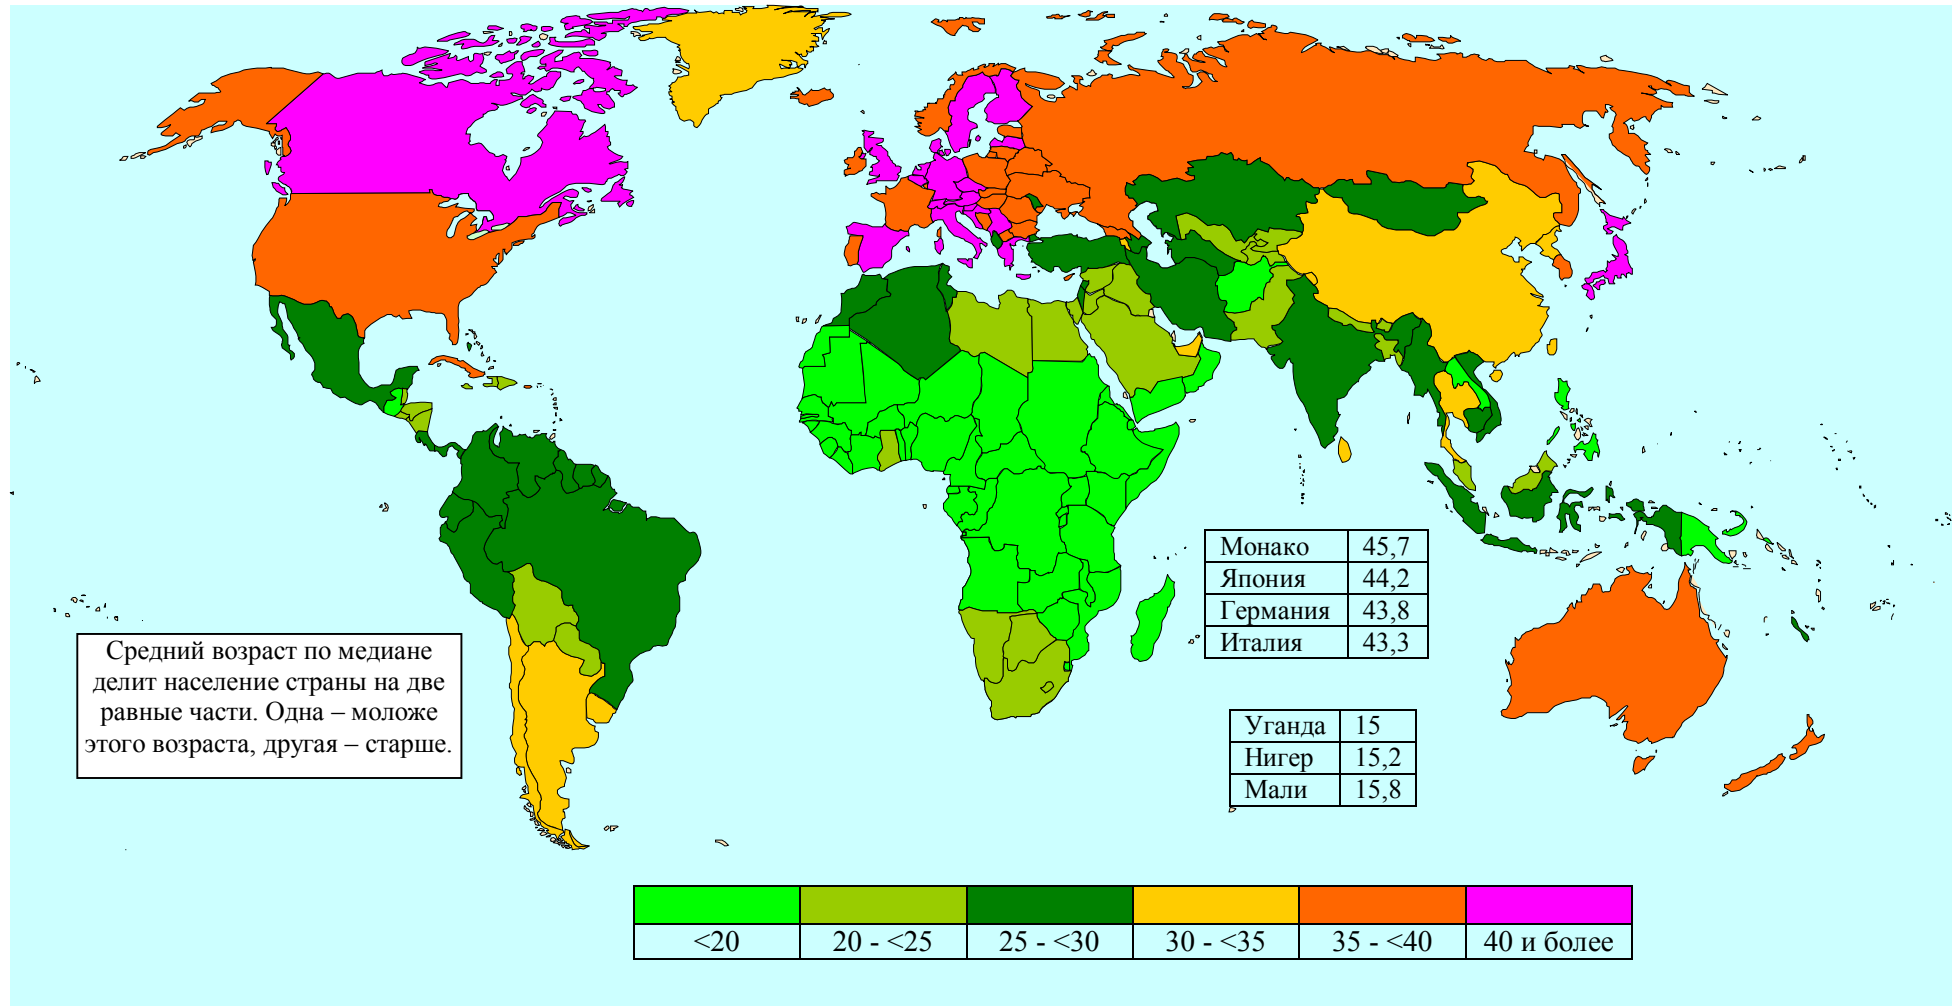 Монако 45,7
Япония 44,2
Германия 43,8
Италия 43,3
Средний возраст по медиане
делит население страны на две
равные части. Одна – моложе
этого возраста, другая – старше.
Уганда 15
Нигер 15,2
Мали 15,8
<20 20 - <25 25 - <30 30 - <35 35 - <40 40 и более